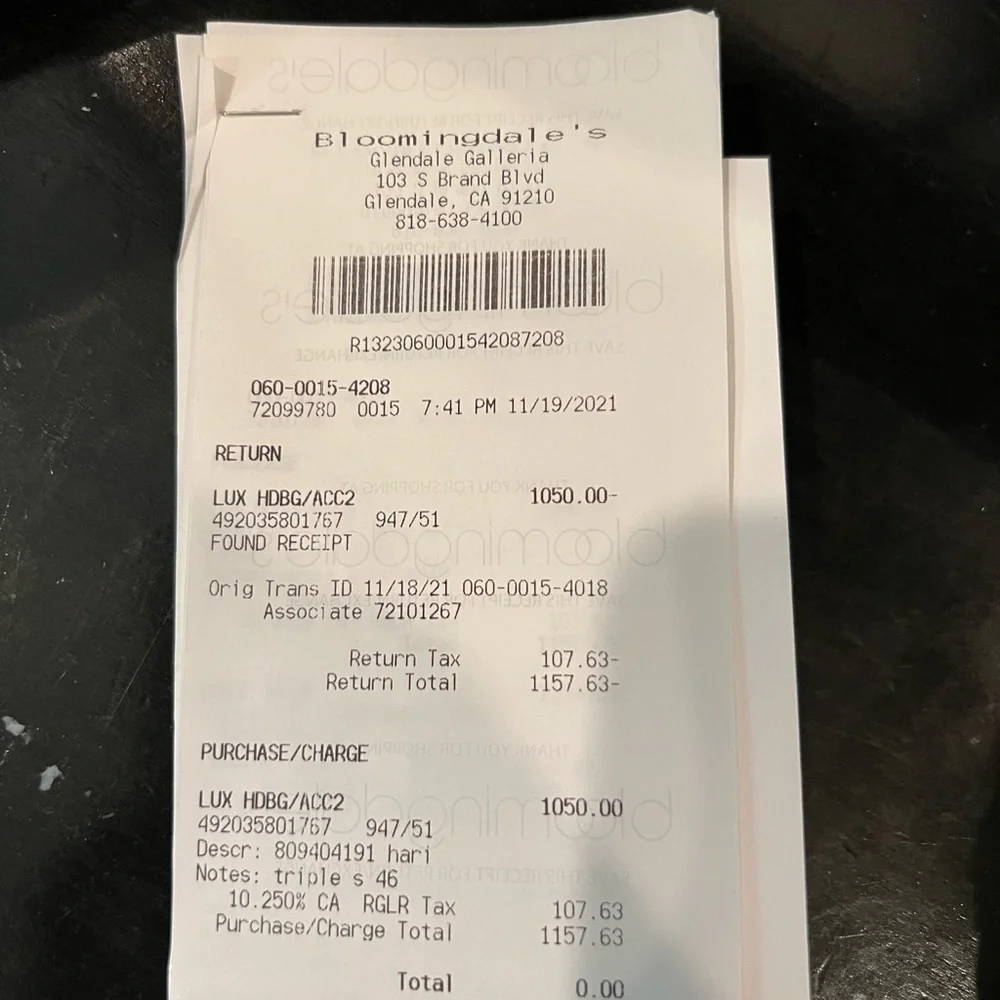 Bloomingdale's
Glendale Galleria
103 S Brand Blvd
Glendale, CA 91210
818-638-4100
R1323060001542087208
060-0015-4208
72099780 0015 7:41 PM 11/19/2021
RETURN
LUX HDBG/ACC2 1050.00-
492035801767 947/51
FOUND RECEIPT
Orig Trans ID 11/18/21 060-0015-4018
Associate 72101267
Return Tax 107.63-
Return Total 1157.63-
PURCHASE/CHARGE
LUX HDBG/ACC2 1050.00
492035801767 947/51
Descr: 809404191 hari
Notes: triple s 46
10.250% CA RGLR Tax 107.63
Purchase/Charge Total 1157.63
Total 0.00